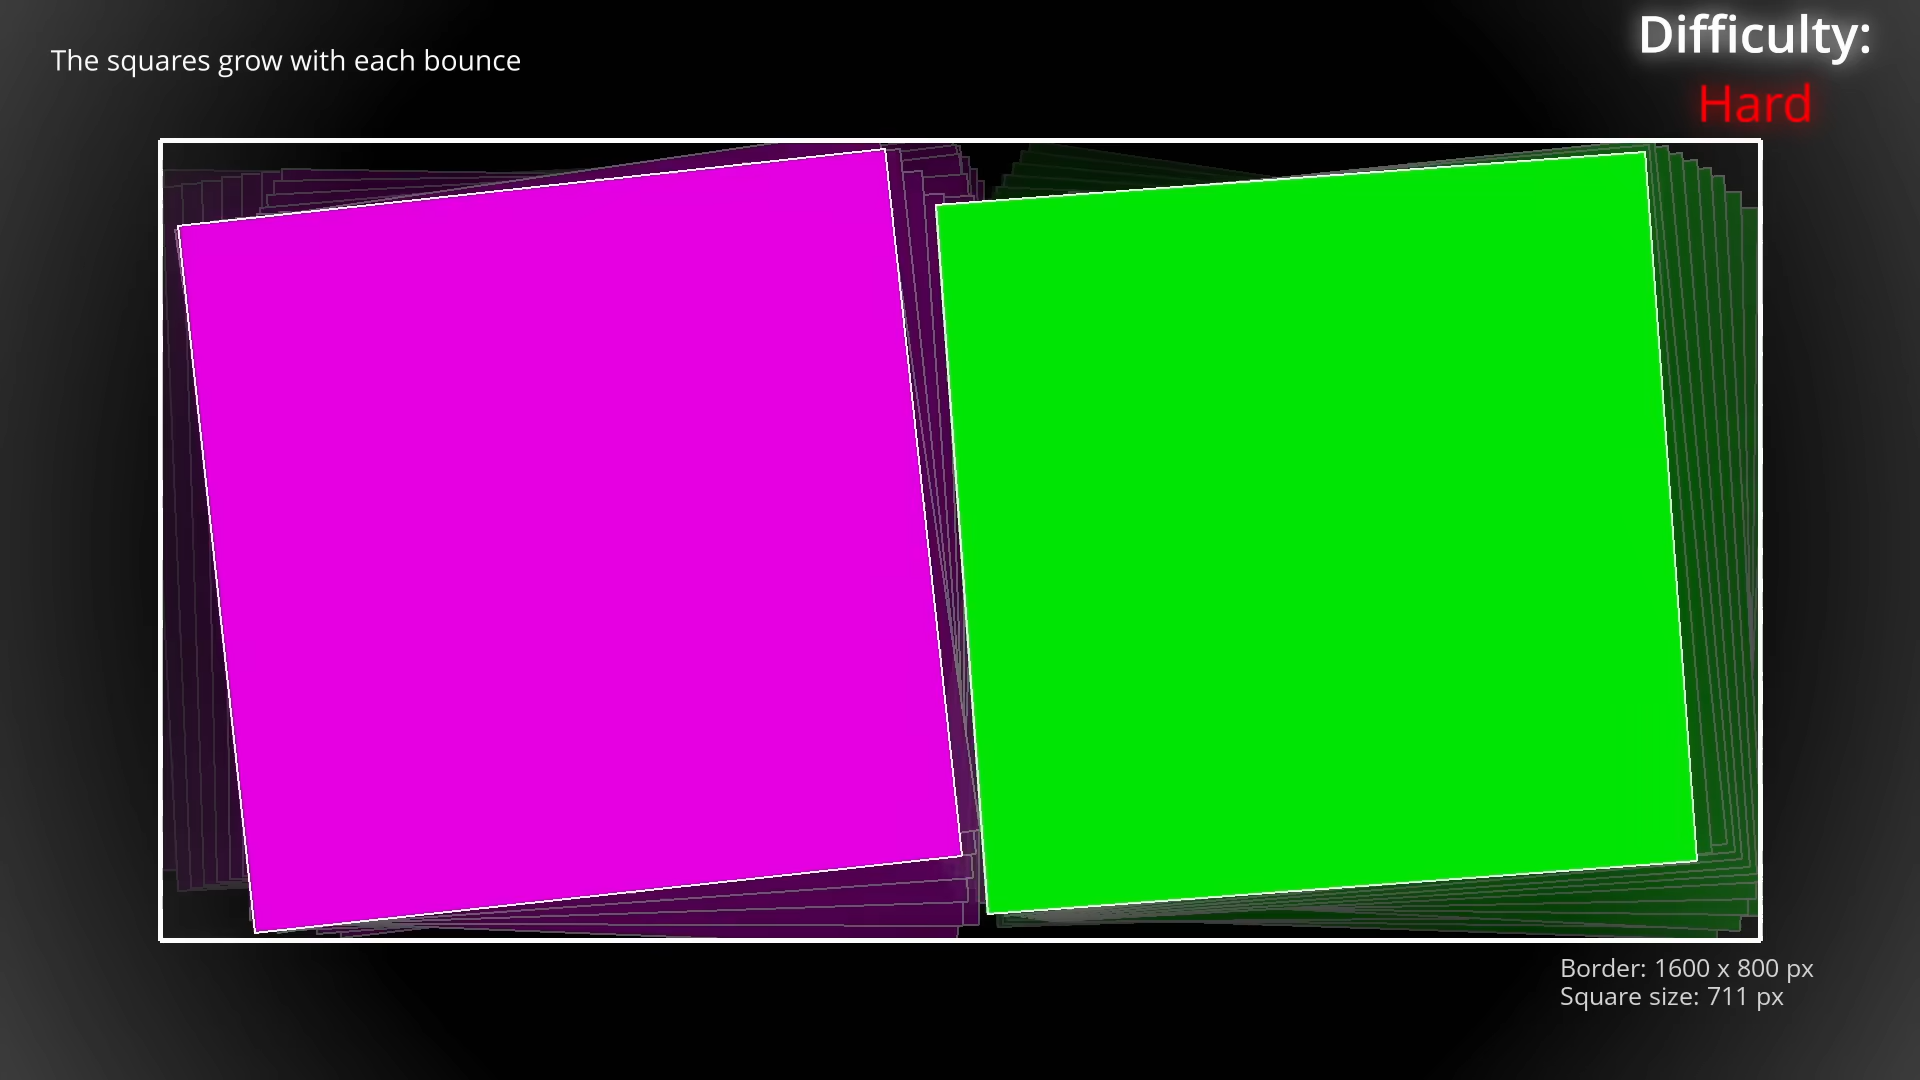 The squares grow with each bounce
Difficulty:
Hard
Border: 1600 x 800 px
Square size: 711 px